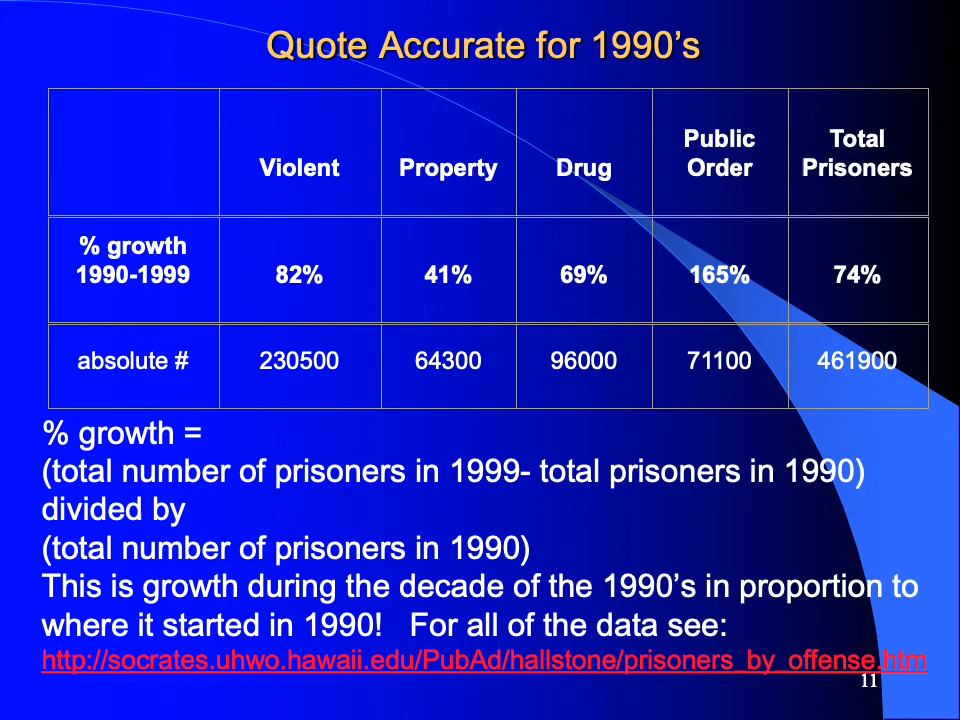 Quote Accurate for 1990’s
Violent Property Drug Public Order Total Prisoners
% growth 1990-1999 82% 41% 69% 165% 74%
absolute # 230500 64300 96000 71100 461900
% growth =
(total number of prisoners in 1999- total prisoners in 1990)
divided by
(total number of prisoners in 1990)
This is growth during the decade of the 1990’s in proportion to
where it started in 1990!   For all of the data see:
http://socrates.uhwo.hawaii.edu/PubAd/hallstone/prisoners_by_offense.htm
11